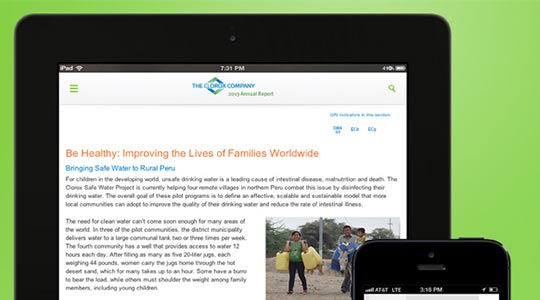 iPad
7:31 PM
THE CLOROX COMPANY
2013 Annual Report
GRI Indicators in this section:
Be Healthy: Improving the Lives of Families Worldwide
Bringing Safe Water to Rural Peru
For children in the developing world, unsafe drinking water is a leading cause of intestinal disease, malnutrition and death. The
Clorox Safe Water Project is currently helping four remote villages in northern Peru combat this issue by disinfecting their
drinking water. The overall goal of these pilot programs is to define an effective, scalable and sustainable model that more
local communities can adopt to improve the quality of their drinking water and reduce the rate of intestinal illness.
The need for clean water can't come soon enough for many areas of
the world. In three of the pilot communities, the district municipality
delivers water to a large communal tank two or three times per week.
The fourth community has a well that provides access to water 12
hours each day. After filling as many as five 20-liter jugs, each
weighing 44 pounds, women carry the jugs home through the hot
desert sand, which for many takes up to an hour. Some have a burro
to bear the load, while others must shoulder the weight among family
members, including young children.
AT&T LTE
3:18 PM